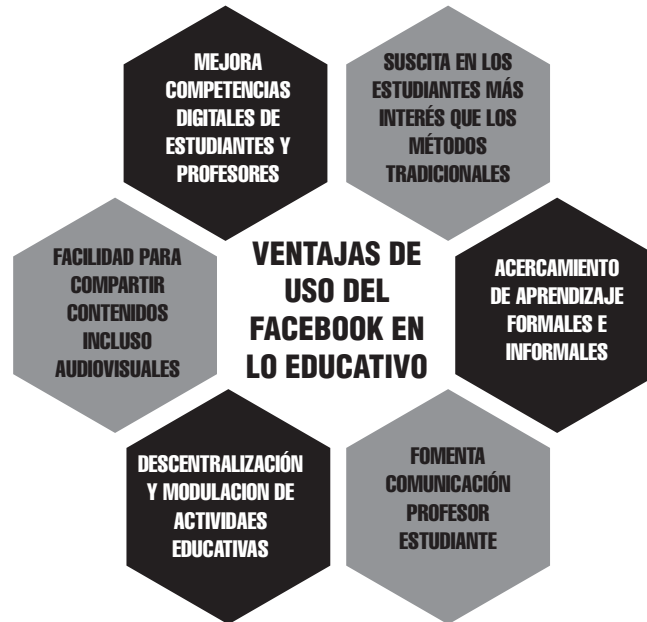 MEJORA
COMPETENCIAS
DIGITALES DE
ESTUDIANTES Y
PROFESORES
SUSCITA EN LOS
ESTUDIANTES MÁS
INTERÉS QUE LOS
MÉTODOS
TRADICIONALES
FACILIDAD PARA
COMPARTIR
CONTENIDOS
INCLUSO
AUDIOVISUALES
VENTAJAS DE
USO DEL
FACEBOOK EN
LO EDUCATIVO
ACERCAMIENTO
DE APRENDIZAJE
FORMALES E
INFORMALES
DESCENTRALIZACIÓN
Y MODULACION DE
ACTIVIDAES
EDUCATIVAS
FOMENTA
COMUNICACIÓN
PROFESOR
ESTUDIANTE